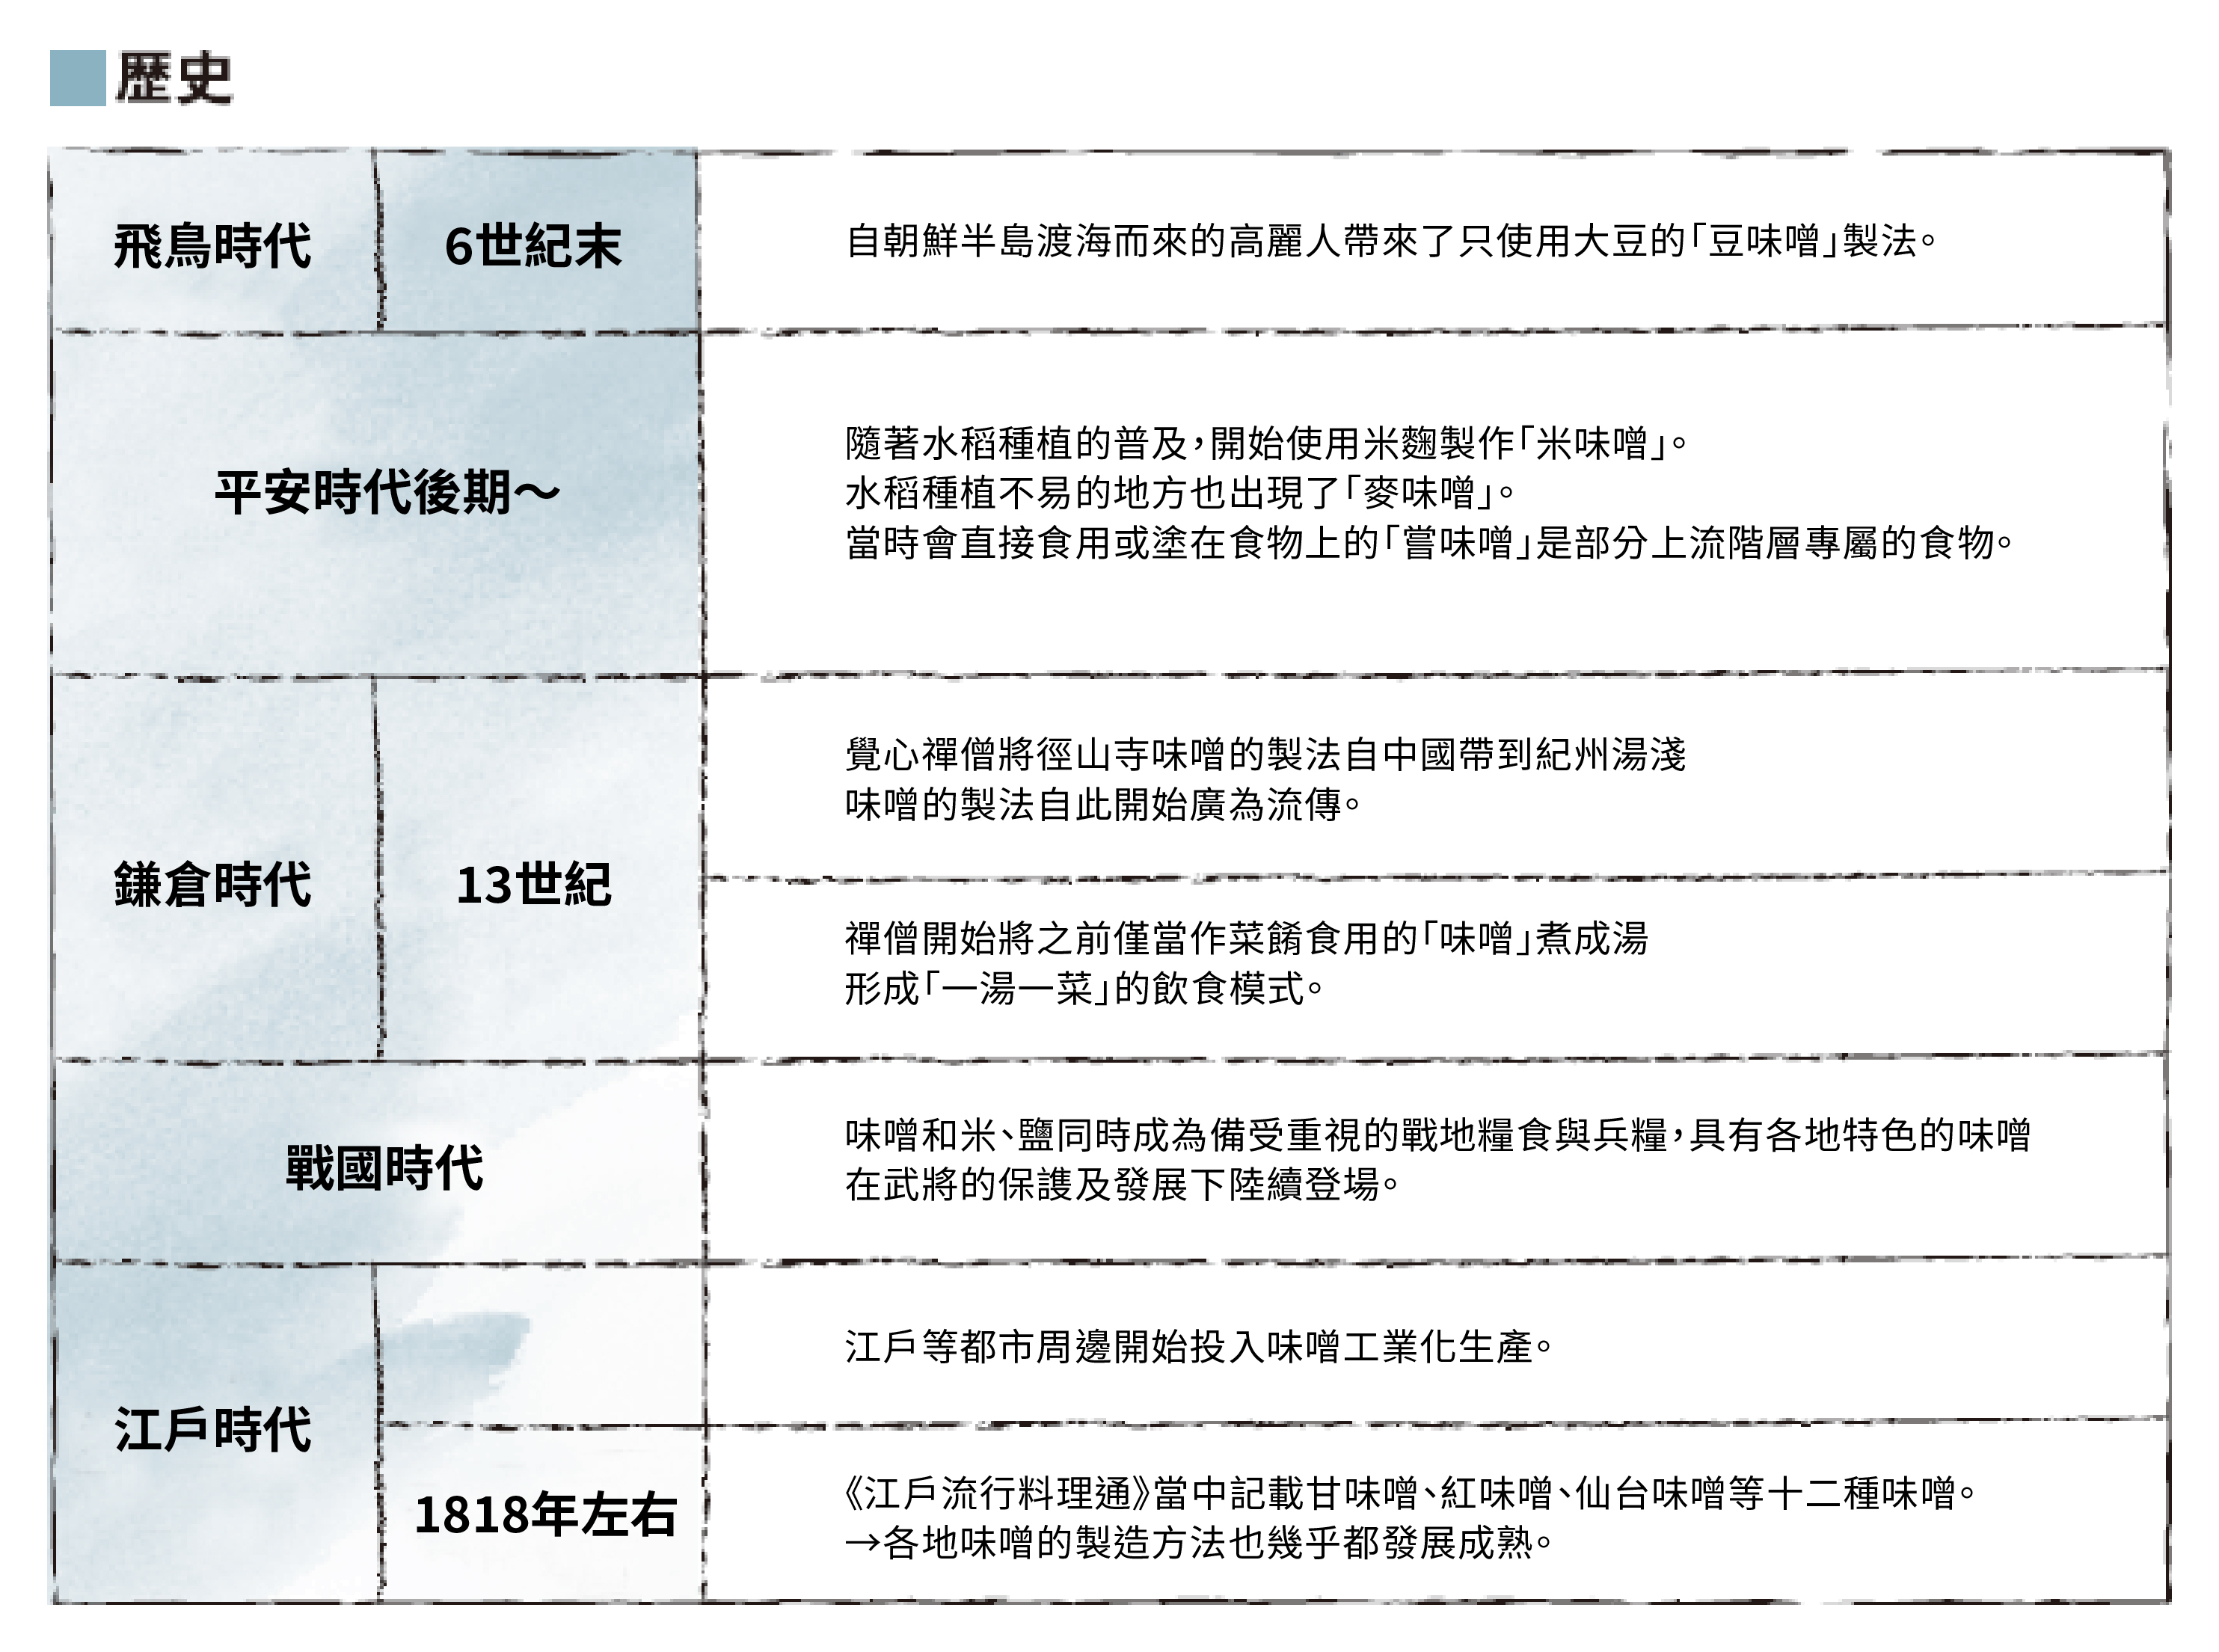 歴史
飛鳥時代
6世紀末
自朝鮮半島渡海而來的高麗人帶來了只使用大豆的「豆味噌」製法。
平安時代後期～
隨著水稻種植的普及，開始使用米麴製作「米味噌」。
水稻種植不易的地方也出現了「麥味噌」。
當時會直接食用或塗在食物上的「嘗味噌」是部分上流階層專屬的食物。
鎌倉時代
13世紀
覺心禪僧將徑山寺味噌的製法自中國帶到紀州湯淺
味噌的製法自此開始廣為流傳。
禪僧開始將之前僅當作菜餚食用的「味噌」煮成湯
形成「一湯一菜」的飲食模式。
戰國時代
味噌和米、鹽同時成為備受重視的戰地糧食與兵糧，具有各地特色的味噌
在武將的保護及發展下陸續登場。
江戶時代
江戶等都市周邊開始投入味噌工業化生產。
1818年左右
《江戶流行料理通》當中記載甘味噌、紅味噌、仙台味噌等十二種味噌。
→各地味噌的製造方法也幾乎都發展成熟。